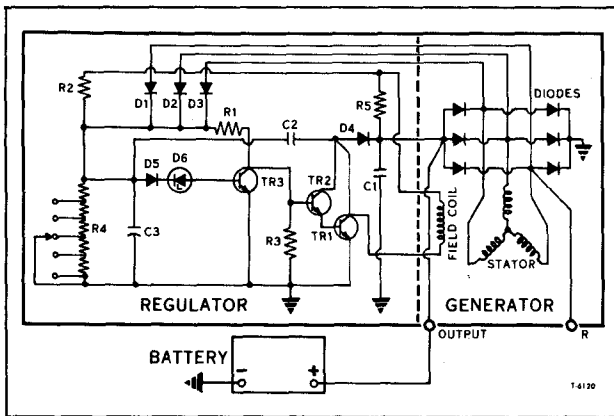 R2
D1
D2
D3
R1
C2
D4
R5
DIODES
D5
D6
TR3
TR2
C1
R4
C3
R3
TR1
FIELD COIL
STATOR
REGULATOR
GENERATOR
OUTPUT
R
BATTERY
-
+
T-6120